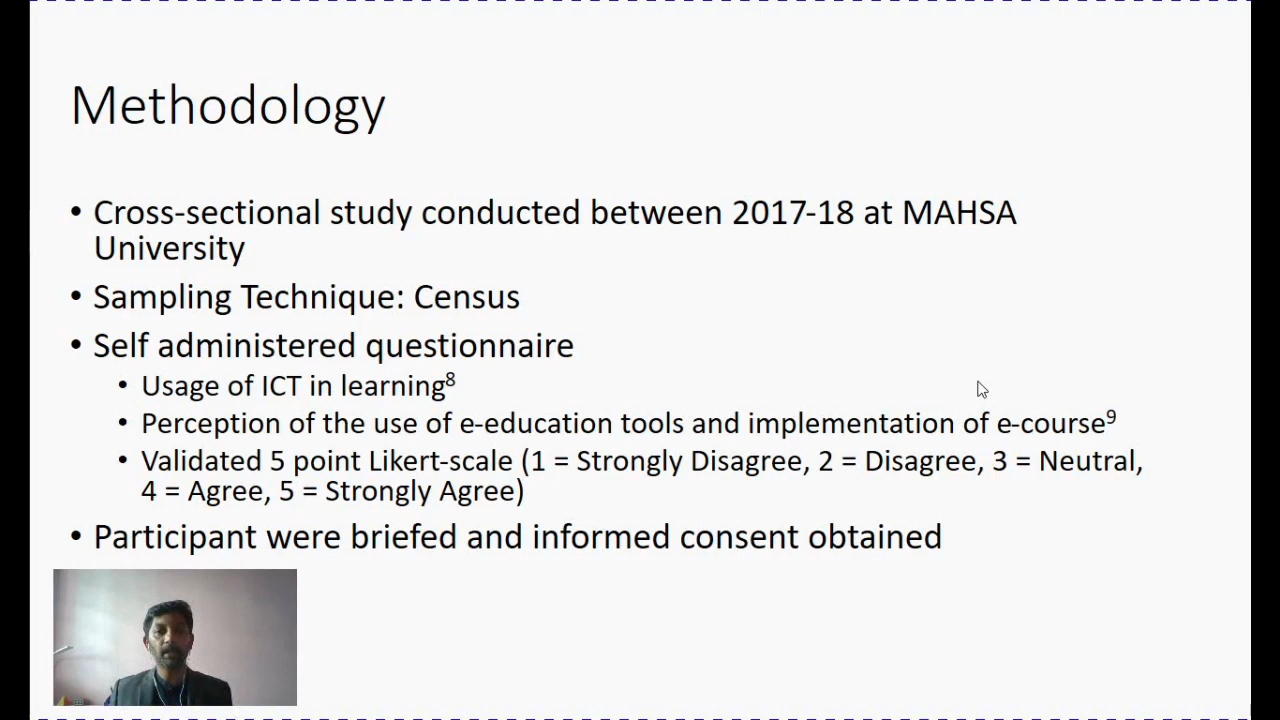 Methodology
• Cross-sectional study conducted between 2017-18 at MAHSA
University
• Sampling Technique: Census
• Self administered questionnaire
• Usage of ICT in learning⁸
• Perception of the use of e-education tools and implementation of e-course⁹
• Validated 5 point Likert-scale (1 = Strongly Disagree, 2 = Disagree, 3 = Neutral,
4 = Agree, 5 = Strongly Agree)
• Participant were briefed and informed consent obtained